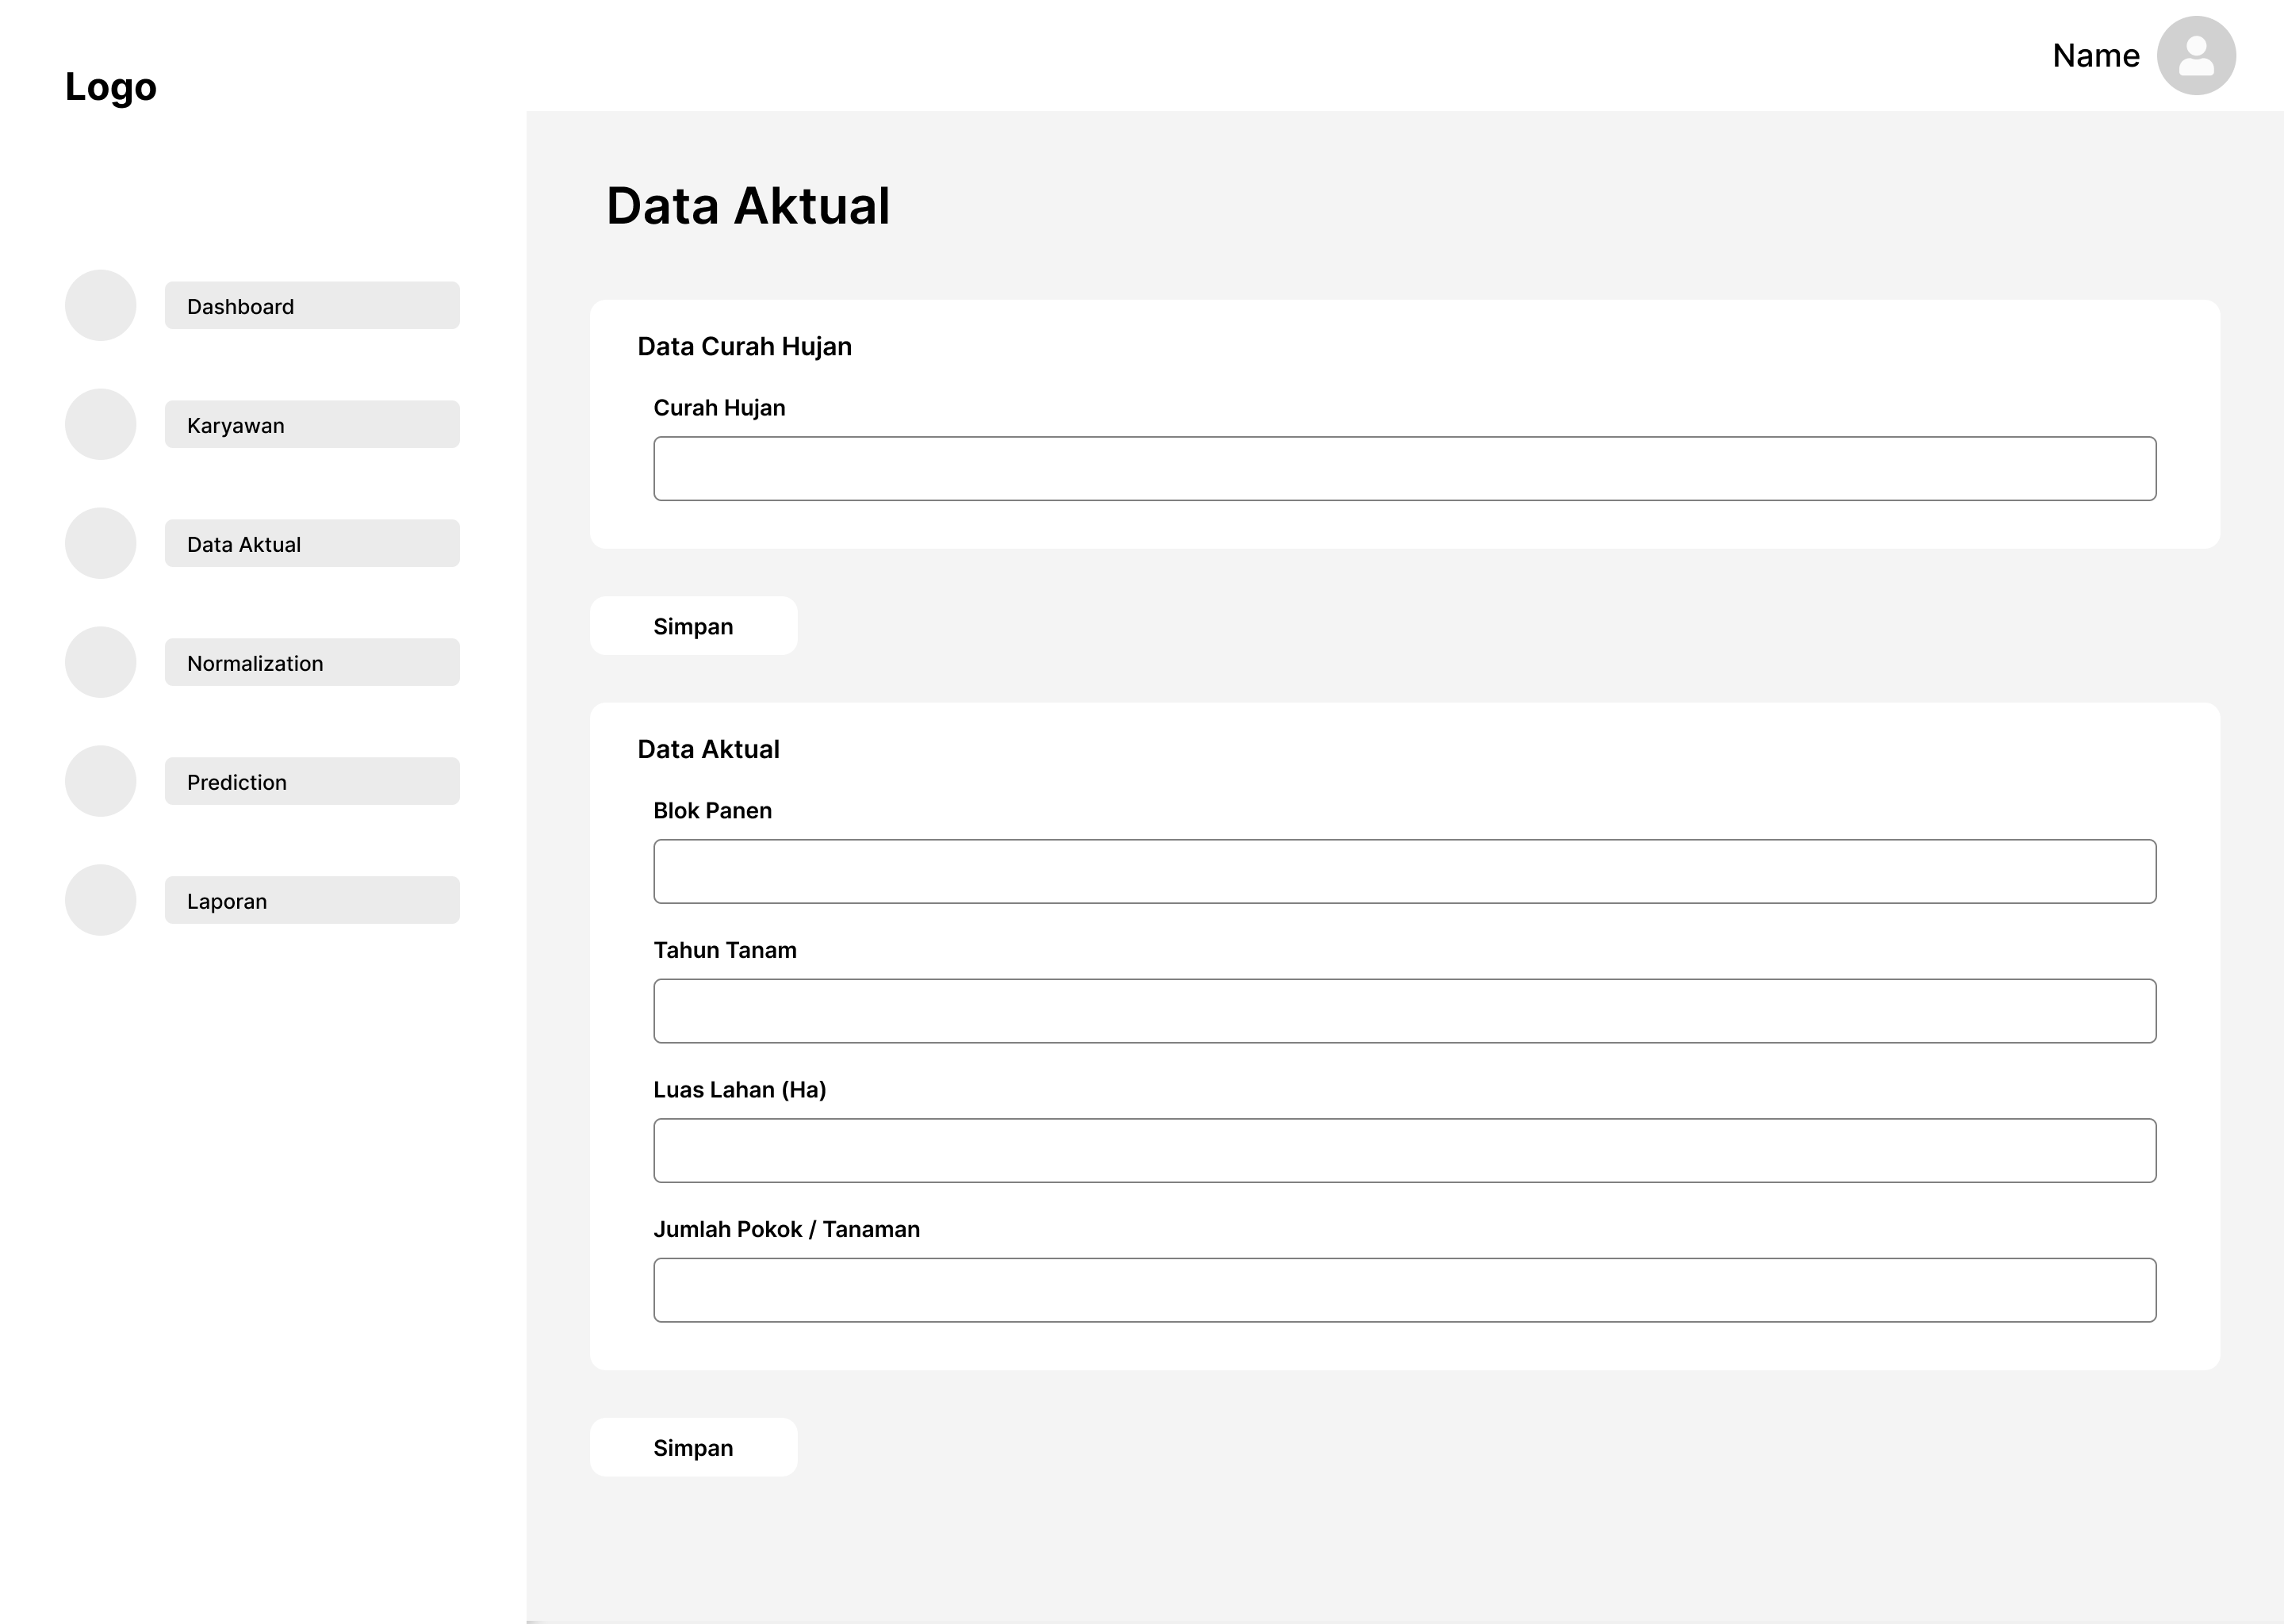 Logo
Name
Dashboard
Karyawan
Data Aktual
Normalization
Prediction
Laporan
Data Aktual
Data Curah Hujan
Curah Hujan
Simpan
Data Aktual
Blok Panen
Tahun Tanam
Luas Lahan (Ha)
Jumlah Pokok / Tanaman
Simpan